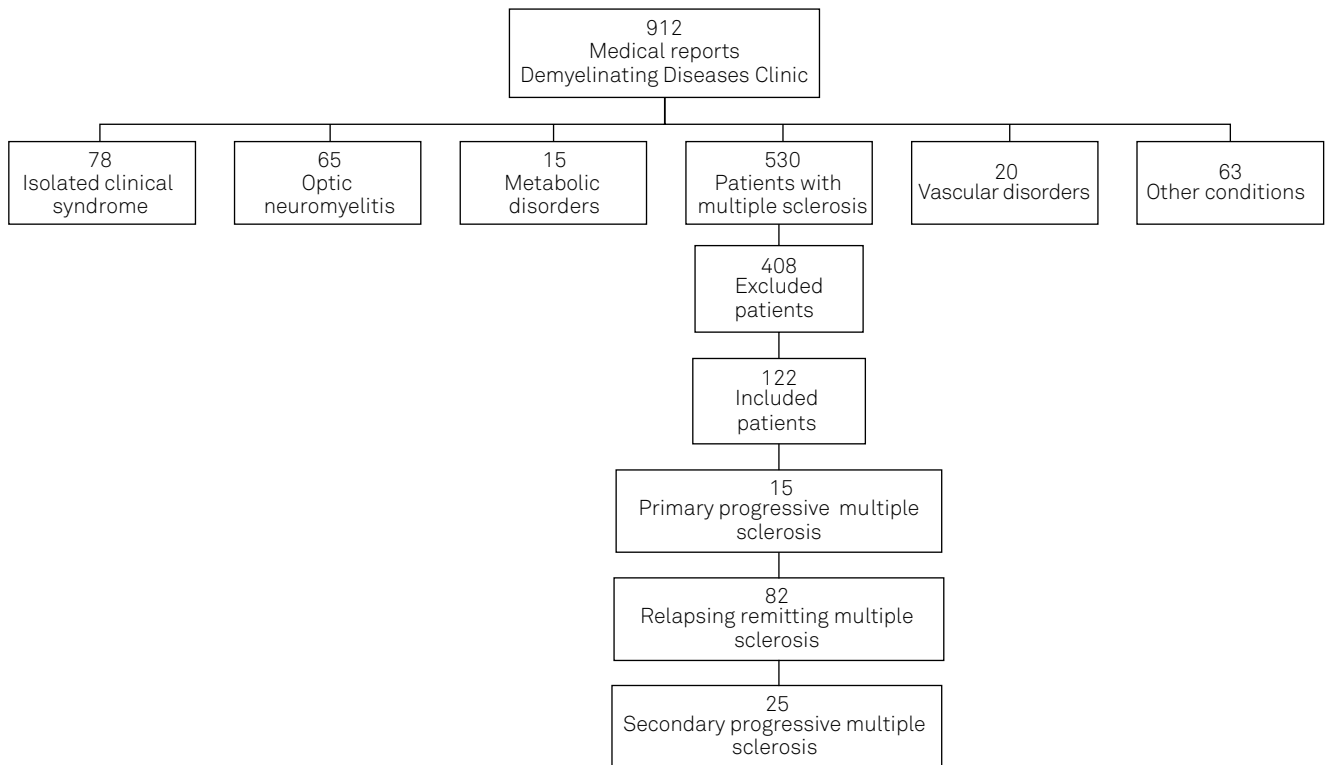 912
Medical reports
Demyelinating Diseases Clinic
78
Isolated clinical
syndrome
65
Optic
neuromyelitis
15
Metabolic
disorders
530
Patients with
multiple sclerosis
20
Vascular disorders
63
Other conditions
408
Excluded
patients
122
Included
patients
15
Primary progressive multiple
sclerosis
82
Relapsing remitting multiple
sclerosis
25
Secondary progressive multiple
sclerosis